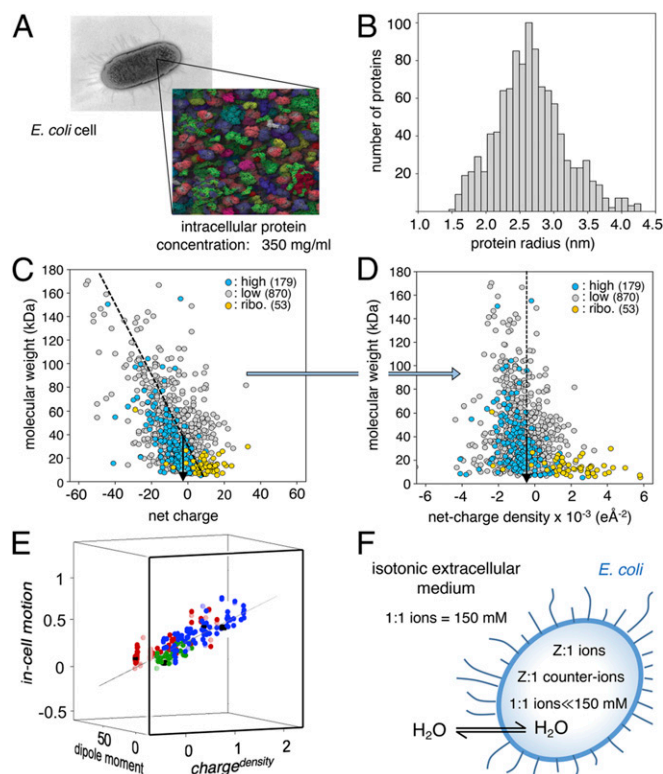 A
E. coli cell
intracellular protein
concentration: 350 mg/ml
B
number of proteins
100
80
60
40
20
1.0 1.5 2.0 2.5 3.0 3.5 4.0 4.5
protein radius (nm)
C
molecular weight (kDa)
180
160
140
120
100
80
60
40
20
0
: high (179)
: low (870)
: ribo. (53)
-60 -40 -20 0 20 40 60
net charge
D
molecular weight (kDa)
180
160
140
120
100
80
60
40
20
0
: high (179)
: low (870)
: ribo. (53)
-6 -4 -2 0 2 4 6
net-charge density x 10⁻³ (eÅ⁻²)
E
in-cell motion
1
0.5
0
-0.5
50 0
dipole moment
0 1 2
charge^density
F
isotonic extracellular
medium
1:1 ions = 150 mM
E. coli
Z:1 ions
Z:1 counter-ions
1:1 ions≪150 mM
H₂O H₂O